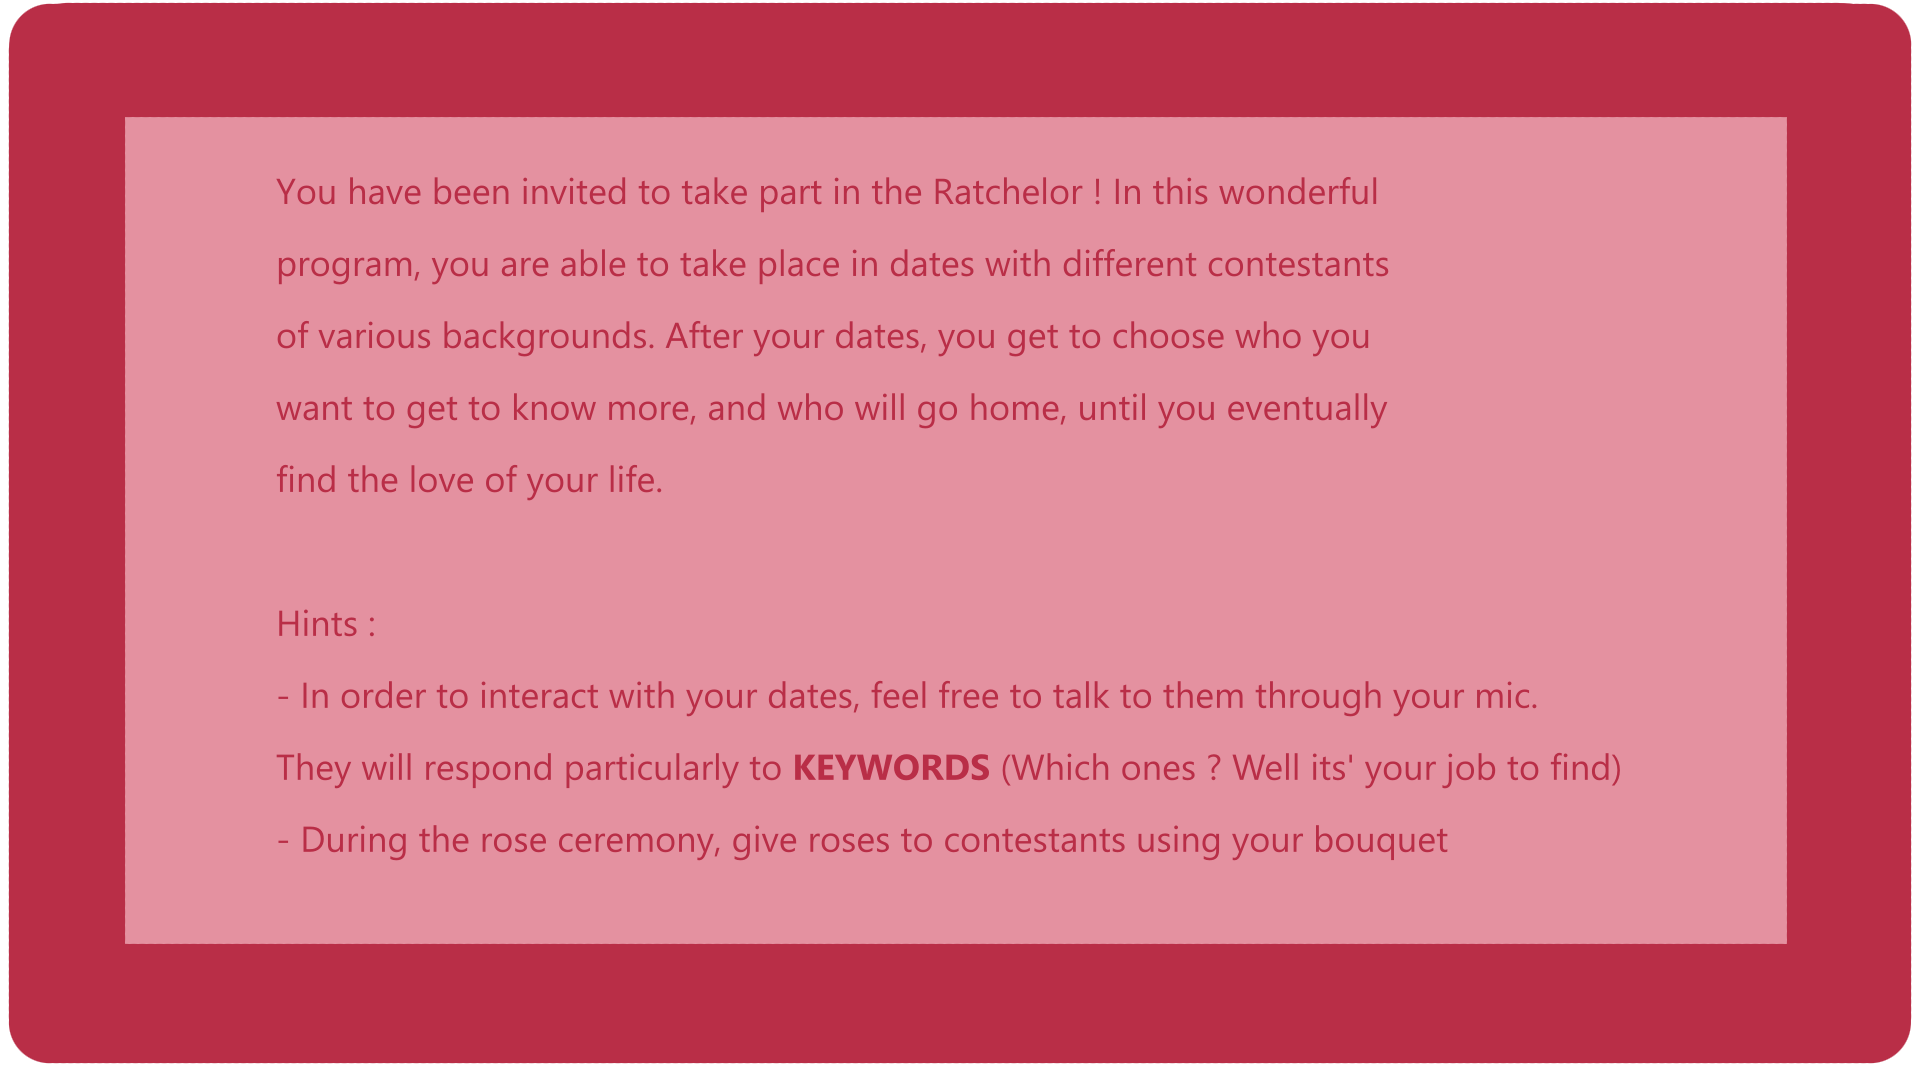 You have been invited to take part in the Ratchelor ! In this wonderful
program, you are able to take place in dates with different contestants
of various backgrounds. After your dates, you get to choose who you
want to get to know more, and who will go home, until you eventually
find the love of your life.
Hints :
- In order to interact with your dates, feel free to talk to them through your mic.
They will respond particularly to KEYWORDS (Which ones ? Well its' your job to find)
- During the rose ceremony, give roses to contestants using your bouquet